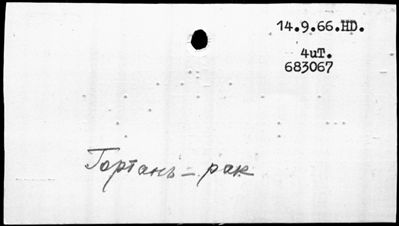 14.9.66.HD.
4uT.
683067
Гортань – рак